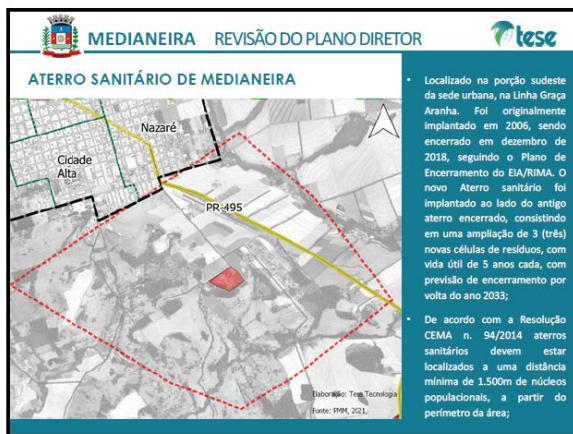 MEDIANEIRA REVISÃO DO PLANO DIRETOR
tese
ATERRO SANITÁRIO DE MEDIANEIRA
Nazaré
Cidade
Alta
PR-495
Elaboração: Tese Tecnologia
Fonte: PMM, 2021.
• Localizado na porção sudeste
da sede urbana, na Linha Graça
Aranha. Foi originalmente
implantado em 2006, sendo
encerrado em dezembro de
2018, seguindo o Plano de
Encerramento do EIA/RIMA. O
novo Aterro sanitário foi
implantado ao lado do antigo
aterro encerrado, consistindo
em uma ampliação de 3 (três)
novas células de resíduos, com
vida útil de 5 anos cada, com
previsão de encerramento por
volta do ano 2033;
• De acordo com a Resolução
CEMA n. 94/2014 aterros
sanitários devem estar
localizados a uma distância
mínima de 1.500m de núcleos
populacionais, a partir do
perímetro da área;